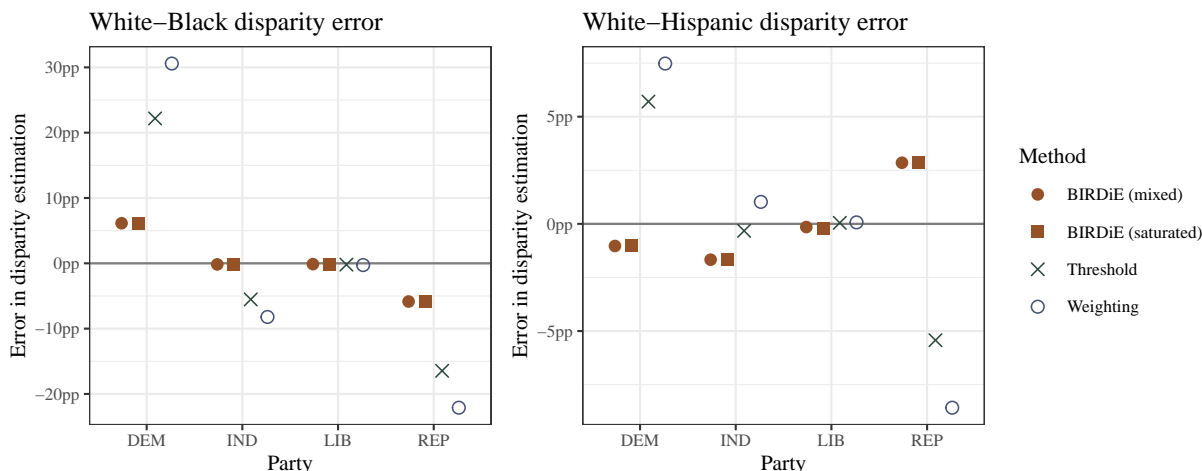 White−Black disparity error
Error in disparity estimation
30pp
20pp
10pp
0pp
−10pp
−20pp
DEM IND LIB REP
Party
White−Hispanic disparity error
Error in disparity estimation
5pp
0pp
−5pp
DEM IND LIB REP
Party
Method
BIRDiE (mixed)
BIRDiE (saturated)
Threshold
Weighting